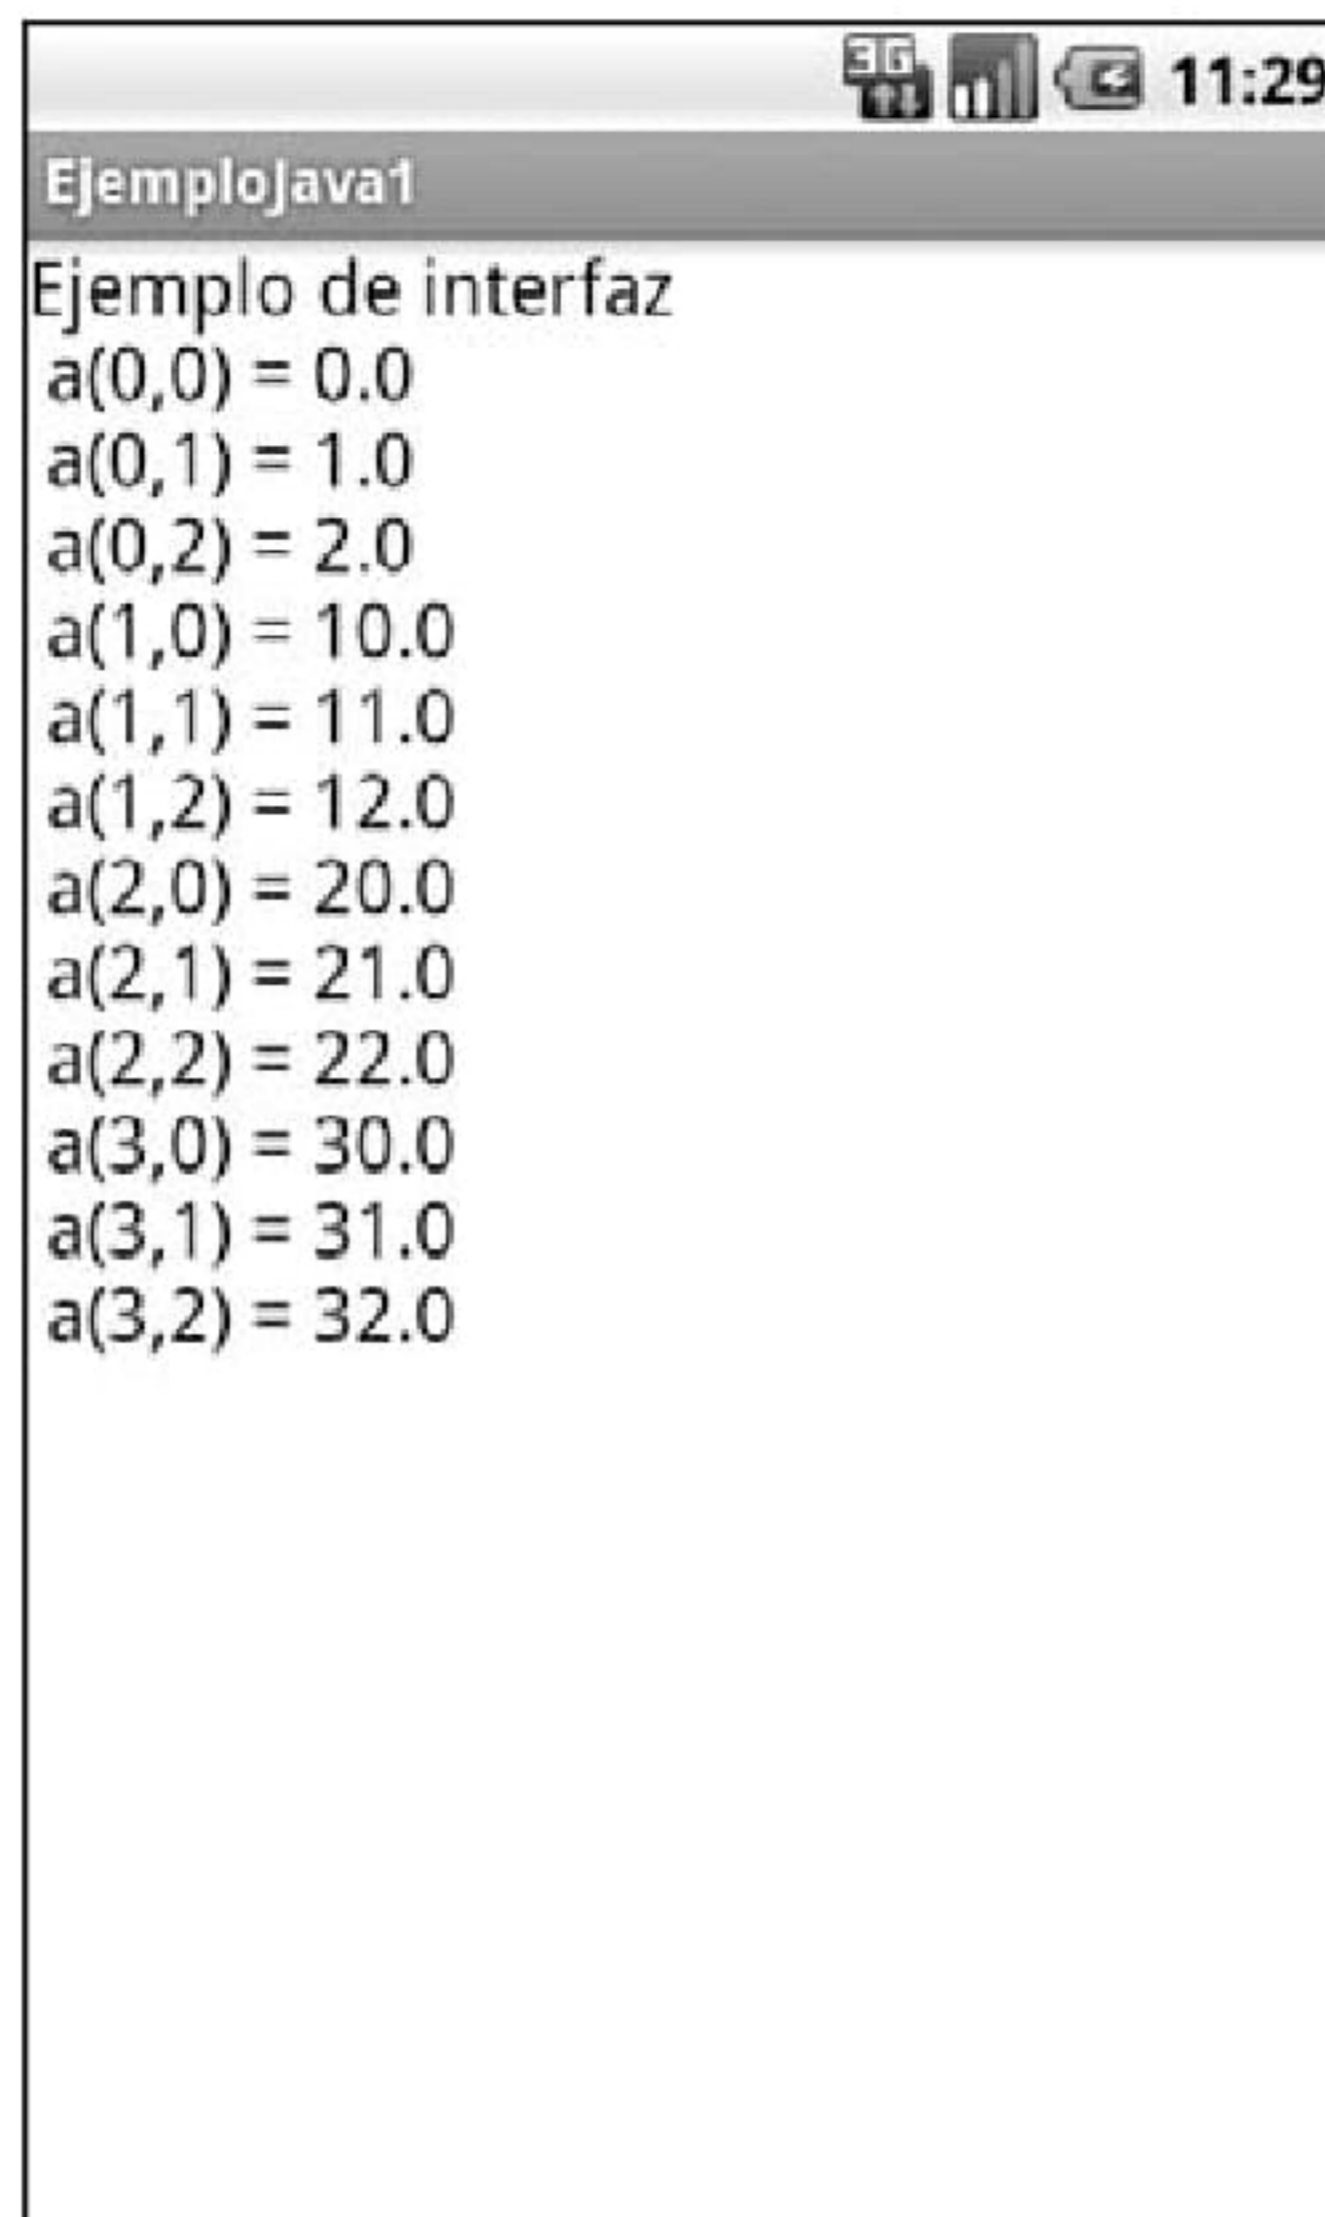 3G 11:29
EjemploJava1
Ejemplo de interfaz
a(0,0) = 0.0
a(0,1) = 1.0
a(0,2) = 2.0
a(1,0) = 10.0
a(1,1) = 11.0
a(1,2) = 12.0
a(2,0) = 20.0
a(2,1) = 21.0
a(2,2) = 22.0
a(3,0) = 30.0
a(3,1) = 31.0
a(3,2) = 32.0